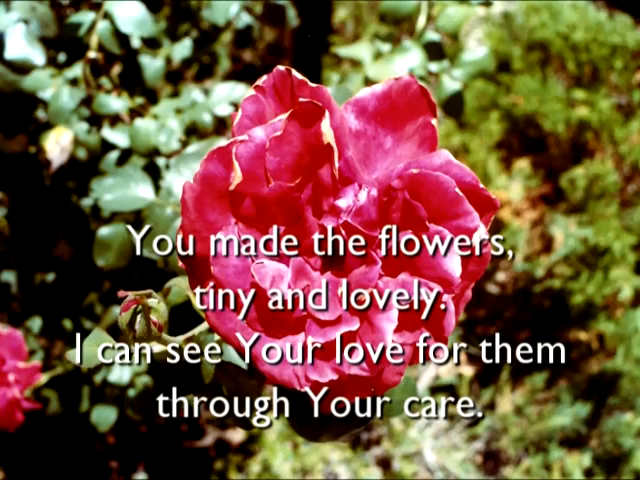 You made the flowers,
tiny and lovely.
I can see Your love for them
through Your care.